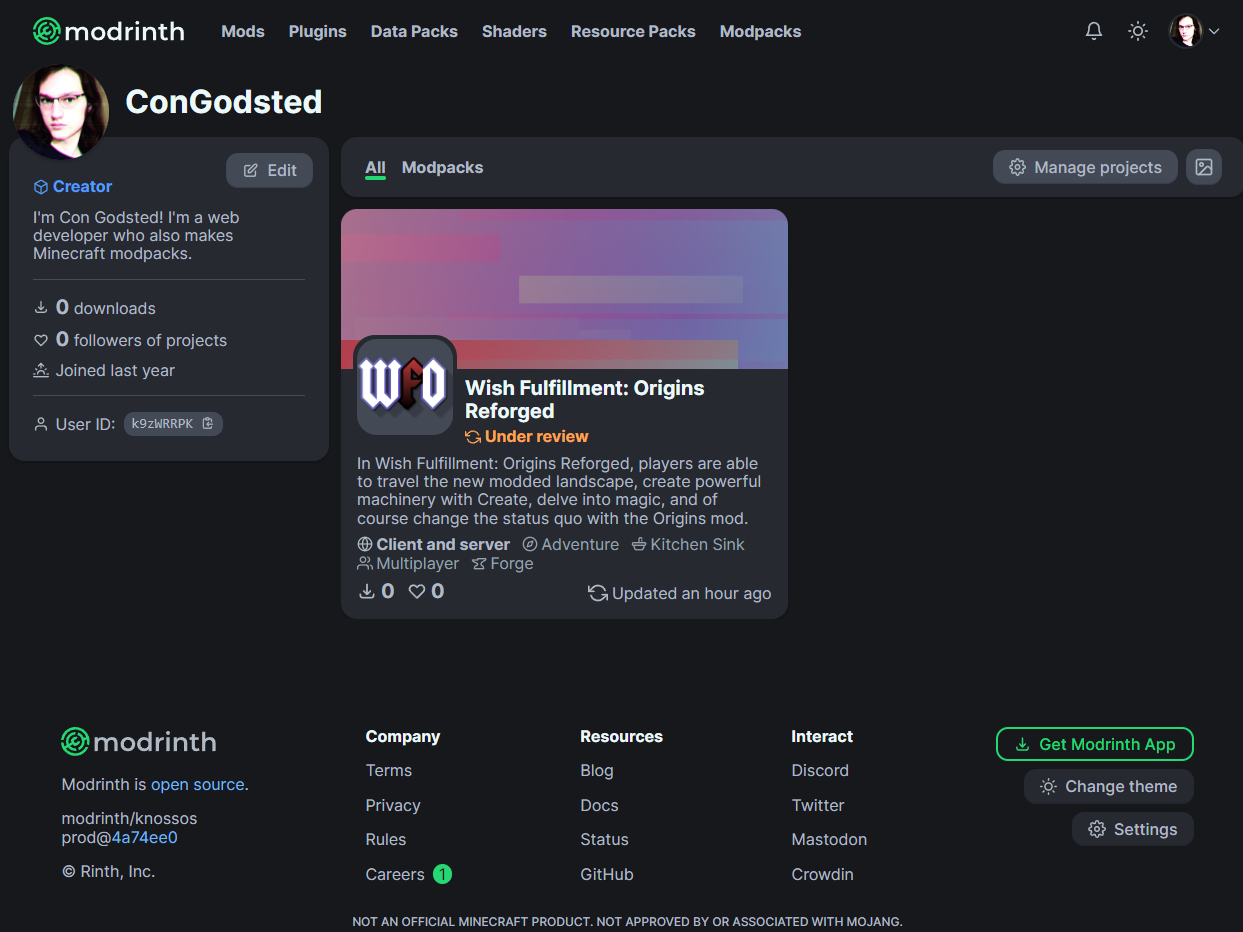 modrinth Mods Plugins Data Packs Shaders Resource Packs Modpacks
ConGodsted
Edit
Creator
I'm Con Godsted! I'm a web
developer who also makes
Minecraft modpacks.
0 downloads
0 followers of projects
Joined last year
User ID: k9zWRRPK
All Modpacks Manage projects
WFO
Wish Fulfillment: Origins
Reforged
Under review
In Wish Fulfillment: Origins Reforged, players are able
to travel the new modded landscape, create powerful
machinery with Create, delve into magic, and of
course change the status quo with the Origins mod.
Client and server Adventure Kitchen Sink
Multiplayer Forge
0 0 Updated an hour ago
modrinth
Modrinth is open source.
modrinth/knossos
prod@4a74ee0
© Rinth, Inc.
Company
Terms
Privacy
Rules
Careers 1
Resources
Blog
Docs
Status
GitHub
Interact
Discord
Twitter
Mastodon
Crowdin
Get Modrinth App
Change theme
Settings
NOT AN OFFICIAL MINECRAFT PRODUCT. NOT APPROVED BY OR ASSOCIATED WITH MOJANG.